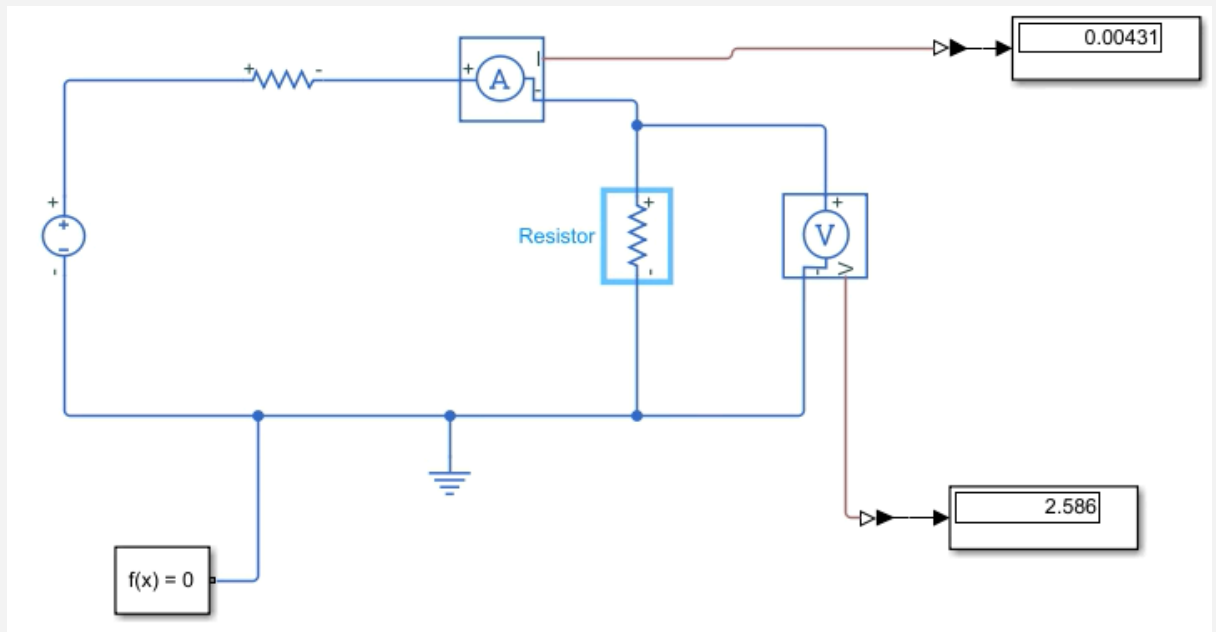 0.00431
+ -
+ A I -
+
+ -
Resistor
+ -
+ V - V
2.586
f(x) = 0